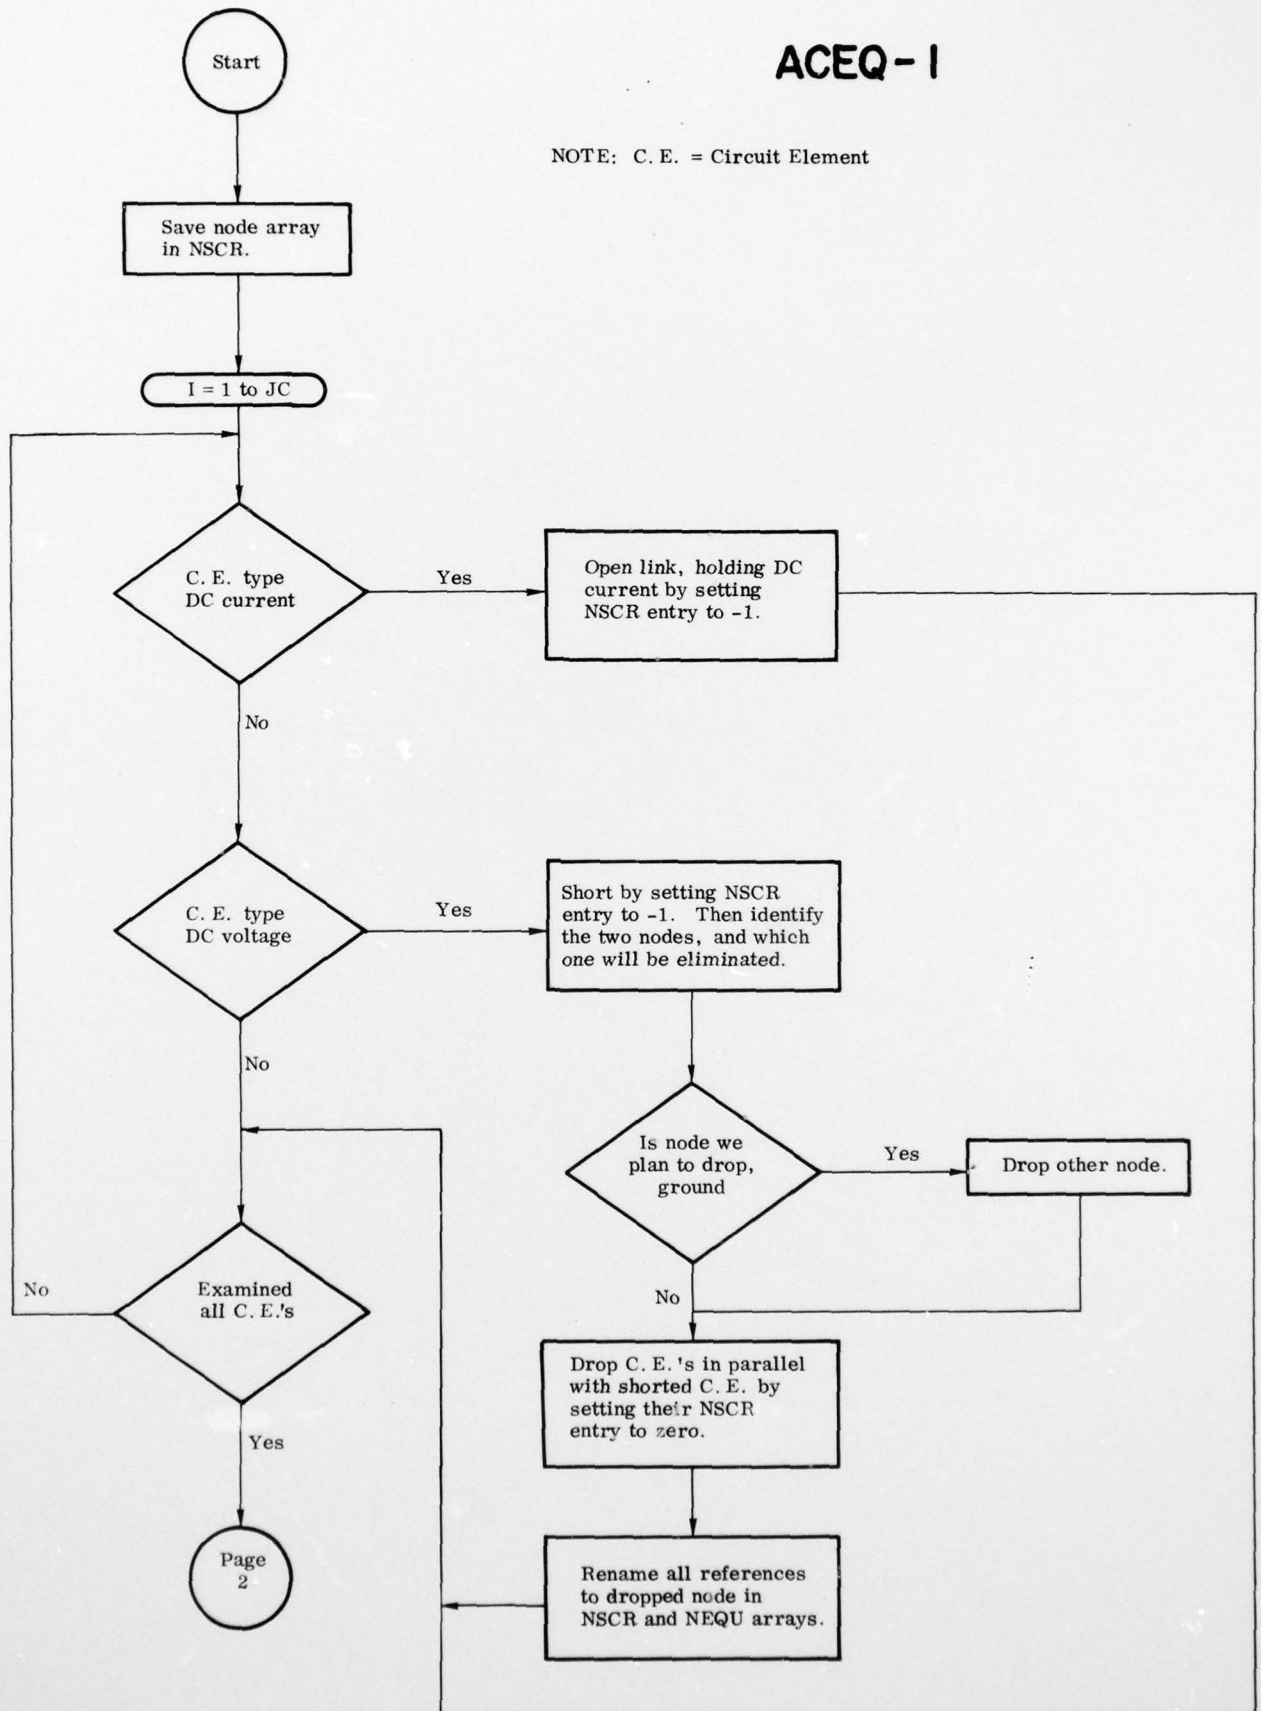 Start
ACEQ-1
NOTE: C. E. = Circuit Element
Save node array
in NSCR.
I = 1 to JC
C. E. type
DC current
Yes
Open link, holding DC
current by setting
NSCR entry to -1.
No
C. E. type
DC voltage
Yes
Short by setting NSCR
entry to -1. Then identify
the two nodes, and which
one will be eliminated.
No
Is node we
plan to drop,
ground
Yes
Drop other node.
No
Examined
all C. E.'s
No
Drop C. E.'s in parallel
with shorted C. E. by
setting their NSCR
entry to zero.
Yes
Page
2
Rename all references
to dropped node in
NSCR and NEQU arrays.